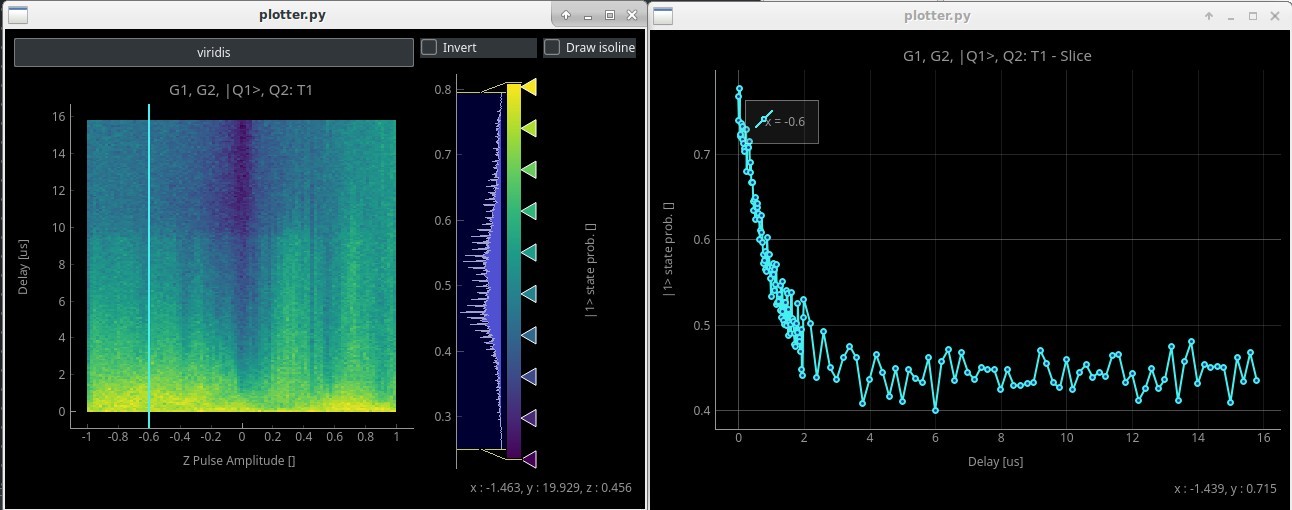 plotter.py
viridis
Invert
Draw isoline
G1, G2, |Q1>, Q2: T1
16
14
12
10
8
6
4
2
0
Delay [us]
-1 -0.8 -0.6 -0.4 -0.2 0 0.2 0.4 0.6 0.8 1
Z Pulse Amplitude []
0.8
0.7
0.6
0.5
0.4
0.3
|1> state prob. []
x : -1.463, y : 19.929, z : 0.456
plotter.py
G1, G2, |Q1>, Q2: T1 - Slice
x = -0.6
0.7
0.6
0.5
0.4
|1> state prob. []
0 2 4 6 8 10 12 14 16
Delay [us]
x : -1.439, y : 0.715